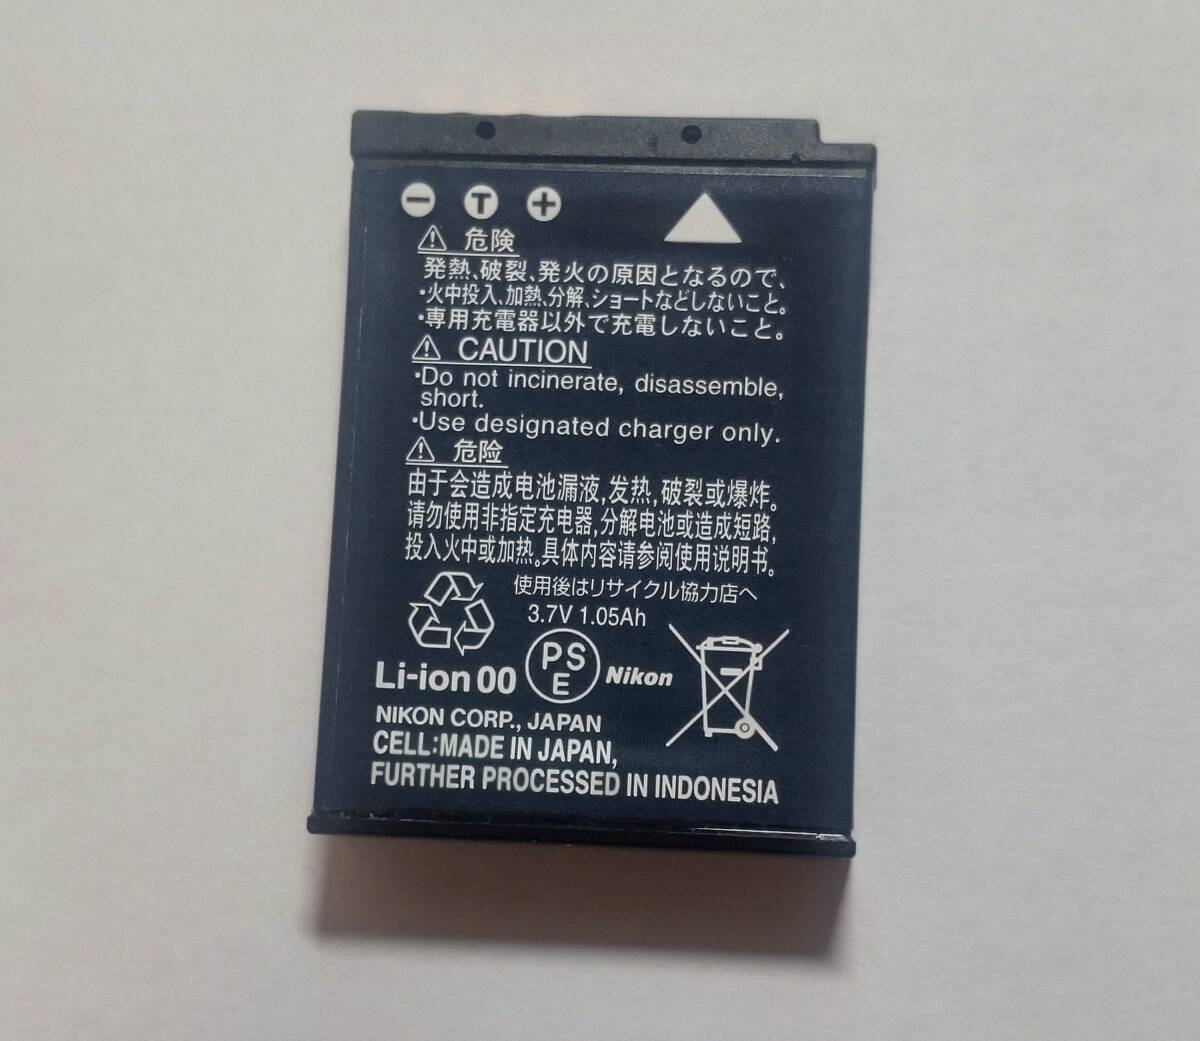 − T +
⚠ 危険
発熱、破裂、発火の原因となるので、
・火中投入、加熱、分解、ショートなどしないこと。
・専用充電器以外で充電しないこと。
⚠ CAUTION
・Do not incinerate, disassemble,
short.
・Use designated charger only.
⚠ 危险
由于会造成电池漏液,发热,破裂或爆炸。
请勿使用非指定充电器,分解电池或造成短路,
投入火中或加热。具体内容请参阅使用说明书。
使用後はリサイクル協力店へ
3.7V 1.05Ah
Li-ion 00
PS
E
Nikon
NIKON CORP., JAPAN
CELL:MADE IN JAPAN,
FURTHER PROCESSED IN INDONESIA